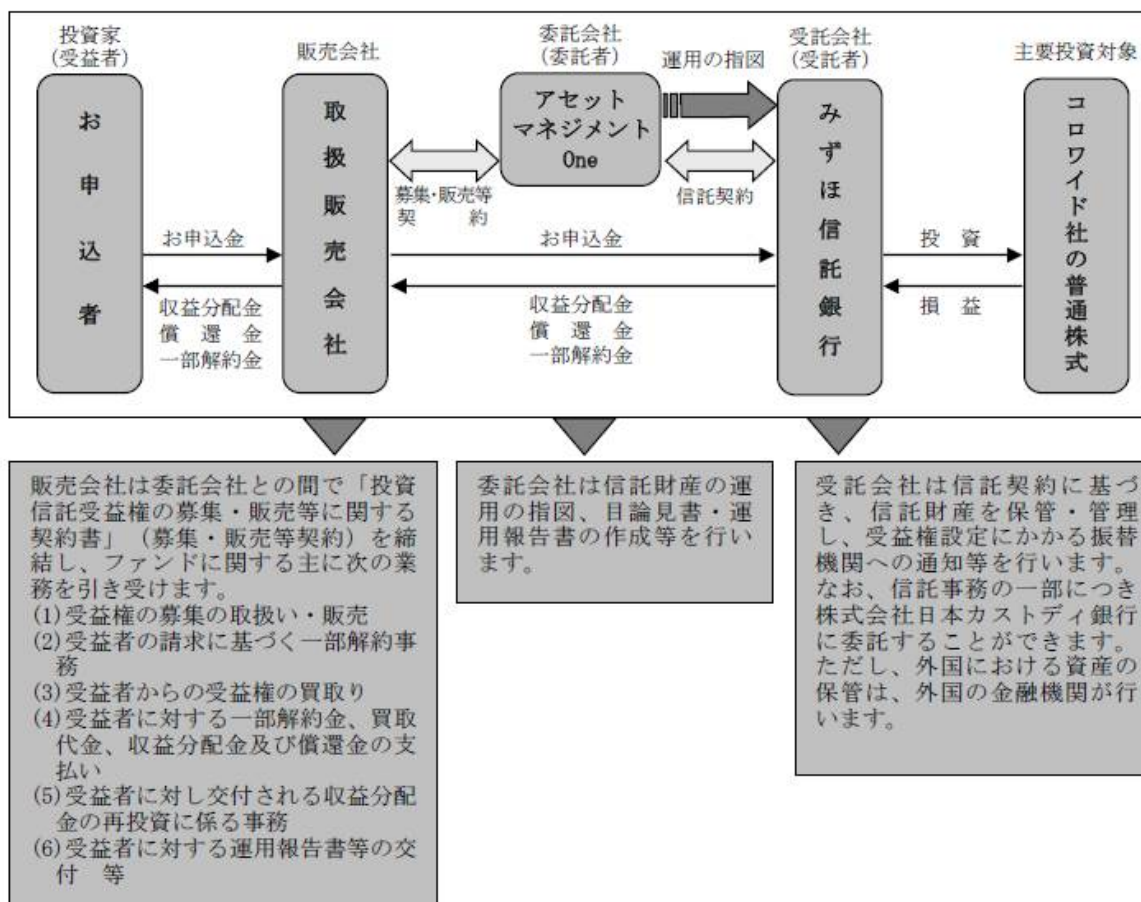 投資家
(受益者)
販売会社
委託会社
(委託者)
運用の指図
受託会社
(受託者)
主要投資対象
お申込者
取扱販売会社
アセット
マネジメント
One
みずほ信託銀行
コロワイド社の普通株式
募集・販売等
契　　約
信託契約
お申込金
お申込金
投　資
収益分配金
償　還　金
一部解約金
収益分配金
償　還　金
一部解約金
損　益
販売会社は委託会社との間で「投資
信託受益権の募集・販売等に関する
契約書」（募集・販売等契約）を締
結し、ファンドに関する主に次の業
務を引き受けます。
(1)受益権の募集の取扱い・販売
(2)受益者の請求に基づく一部解約事
務
(3)受益者からの受益権の買取り
(4)受益者に対する一部解約金、買取
代金、収益分配金及び償還金の支
払い
(5)受益者に対し交付される収益分配
金の再投資に係る事務
(6)受益者に対する運用報告書等の交
付　等
委託会社は信託財産の運
用の指図、目論見書・運
用報告書の作成等を行い
ます。
受託会社は信託契約に基づ
き、信託財産を保管・管理
し、受益権設定にかかる振替
機関への通知等を行います。
なお、信託事務の一部につき
株式会社日本カストディ銀行
に委託することができます。
ただし、外国における資産の
保管は、外国の金融機関が行
います。